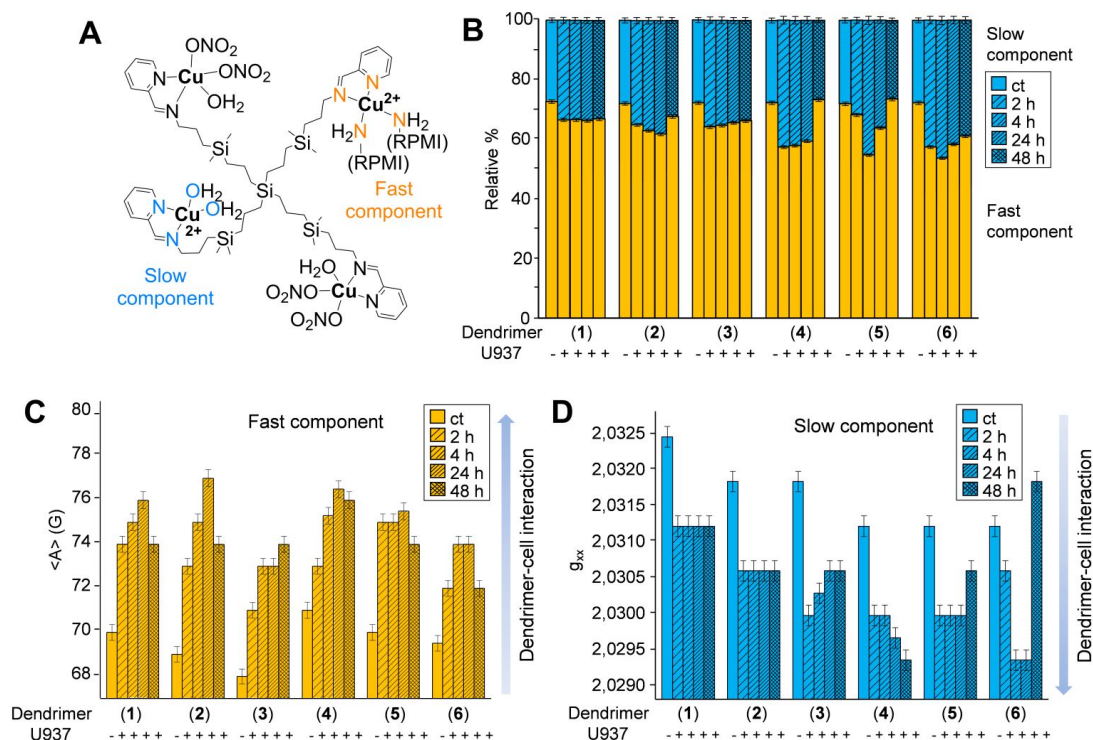 A
ONO₂
ONO₂
N
Cu
OH₂
N
Si
N
N
Cu
2+
H₂N
NH₂
(RPMI)
(RPMI)
Fast
component
Si
Si
OH₂
N
Cu
OH₂
2+
N
Si
Si
Slow
component
H₂O
N
O₂NO
Cu
N
O₂NO
B
Relative %
100
80
60
40
20
0
Slow
component
ct
2 h
4 h
24 h
48 h
Fast
component
Dendrimer (1) (2) (3) (4) (5) (6)
U937 - + + + + - + + + + - + + + + - + + + + - + + + + - + + + +
C
<A> (G)
80
78
76
74
72
70
68
Fast component
ct
2 h
4 h
24 h
48 h
Dendrimer-cell interaction
Dendrimer (1) (2) (3) (4) (5) (6)
U937 - + + + + - + + + + - + + + + - + + + + - + + + + - + + + +
D
gxx
2,0325
2,0320
2,0315
2,0310
2,0305
2,0300
2,0295
2,0290
Slow component
ct
2 h
4 h
24 h
48 h
Dendrimer-cell interaction
Dendrimer (1) (2) (3) (4) (5) (6)
U937 - + + + + - + + + + - + + + + - + + + + - + + + + - + + + +